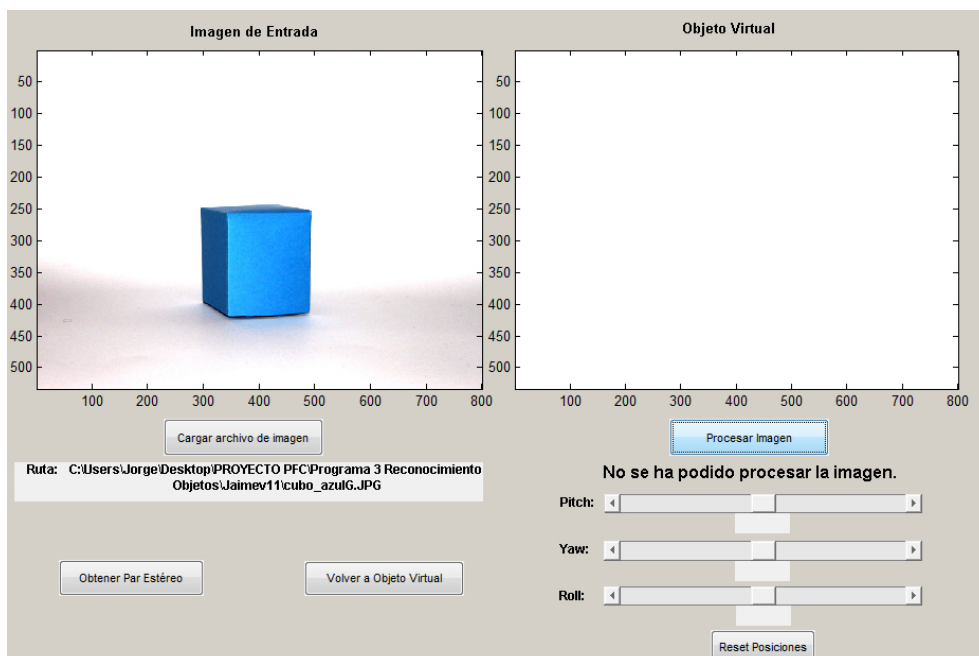 Imagen de Entrada
Objeto Virtual
50
100
150
200
250
300
350
400
450
500
100 200 300 400 500 600 700 800
50
100
150
200
250
300
350
400
450
500
100 200 300 400 500 600 700 800
Cargar archivo de imagen
Procesar Imagen
Ruta: C:\Users\Jorge\Desktop\PROYECTO PFC\Programa 3 Reconocimiento
Objetos\Jaimev11\cubo_azulG.JPG
No se ha podido procesar la imagen.
Pitch:
Yaw:
Roll:
Obtener Par Estéreo
Volver a Objeto Virtual
Reset Posiciones